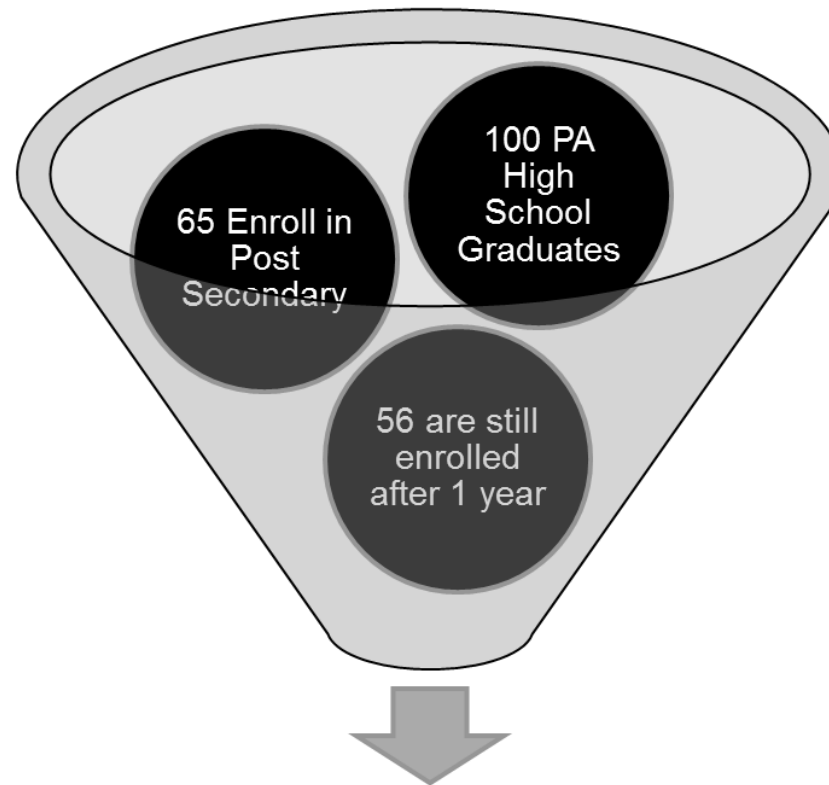 100 PA
High
School
Graduates
65 Enroll in
Post
Secondary
56 are still
enrolled
after 1 year